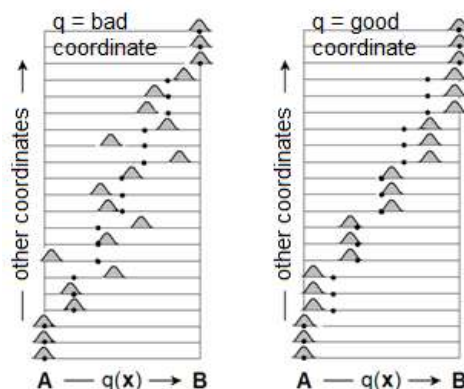 q = bad
coordinate
other coordinates
A q(x) B
q = good
coordinate
other coordinates
A q(x) B